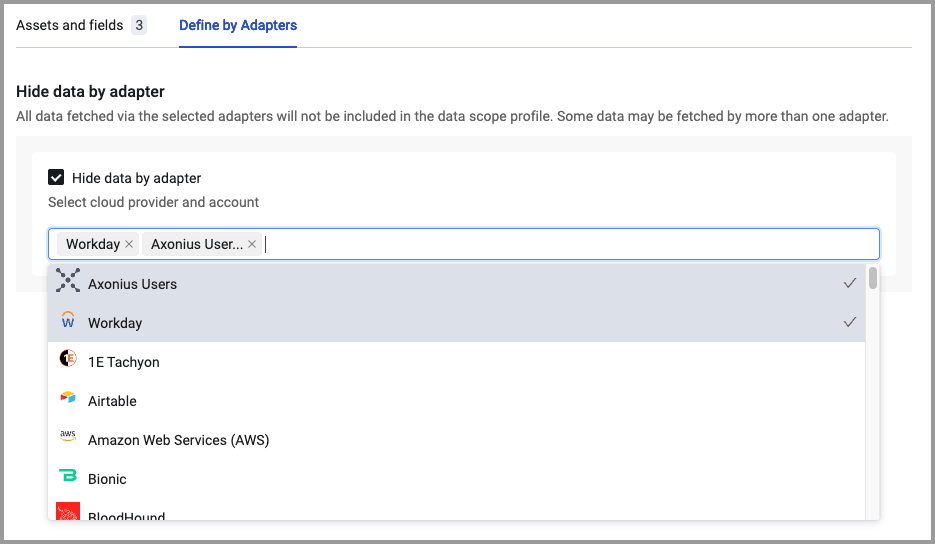 Assets and fields 3 Define by Adapters
Hide data by adapter
All data fetched via the selected adapters will not be included in the data scope profile. Some data may be fetched by more than one adapter.
Hide data by adapter
Select cloud provider and account
Workday Axonius User...
Axonius Users
W Workday
1E 1E Tachyon
Airtable
aws Amazon Web Services (AWS)
B Bionic
BloodHound